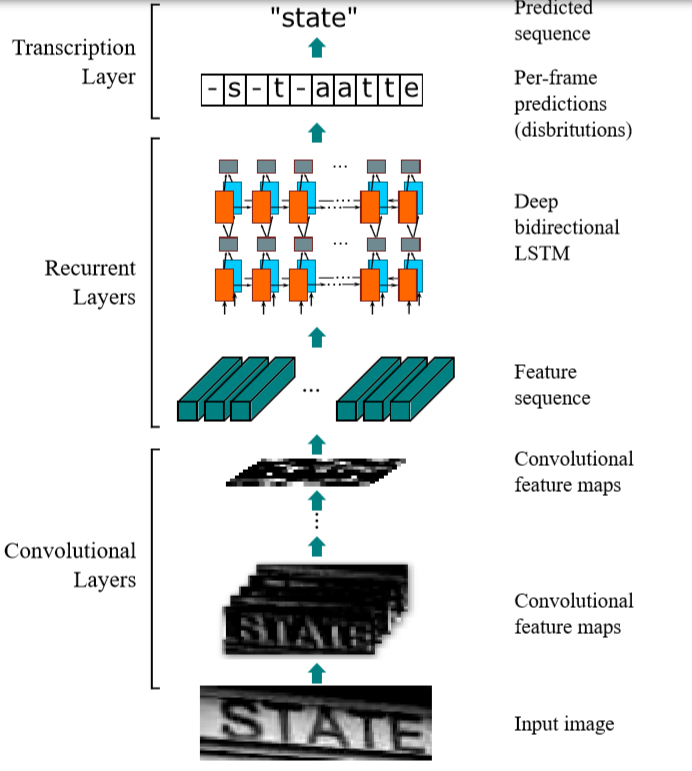 "state"
Predicted
sequence
Transcription
Layer
-s-t-aatte
Per-frame
predictions
(disbritutions)
...
Deep
bidirectional
LSTM
...
Recurrent
Layers
...
Feature
sequence
Convolutional
feature maps
Convolutional
Layers
STATE
Convolutional
feature maps
STATE
Input image